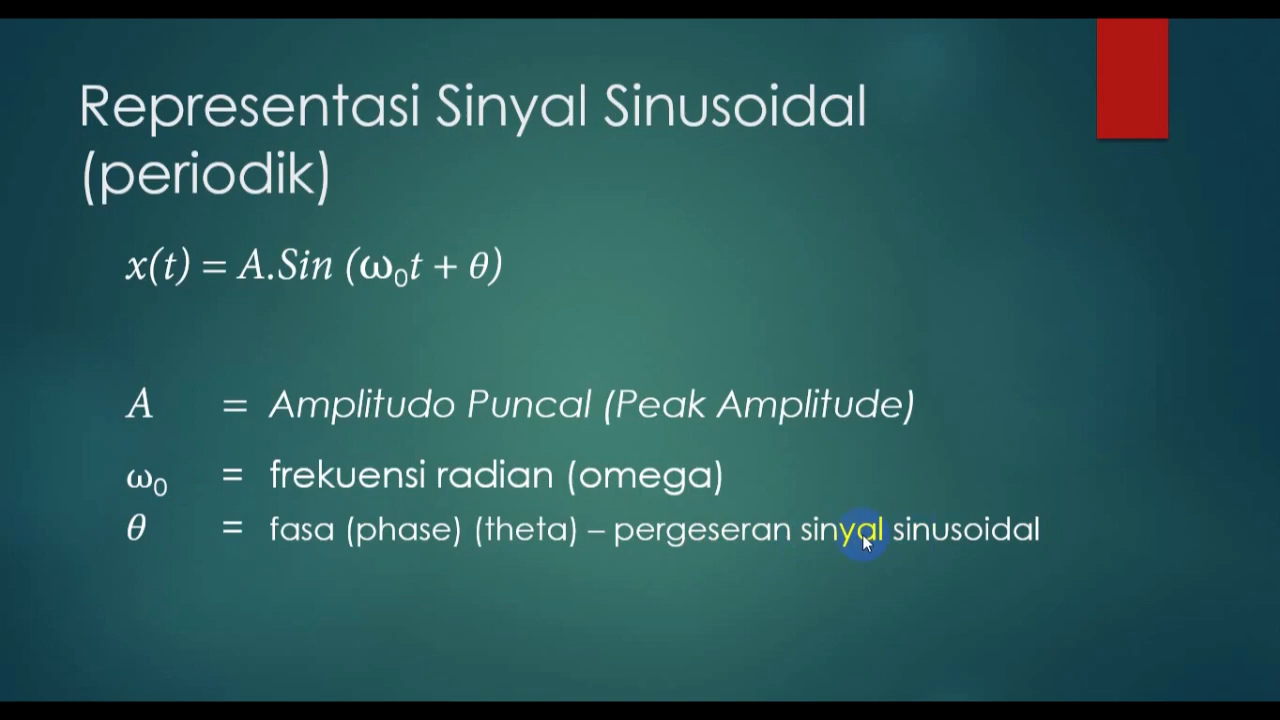 Representasi Sinyal Sinusoidal
(periodik)
x(t) = A.Sin (ω₀t + θ)
A = Amplitudo Puncal (Peak Amplitude)
ω₀ = frekuensi radian (omega)
θ = fasa (phase) (theta) – pergeseran sinyal sinusoidal